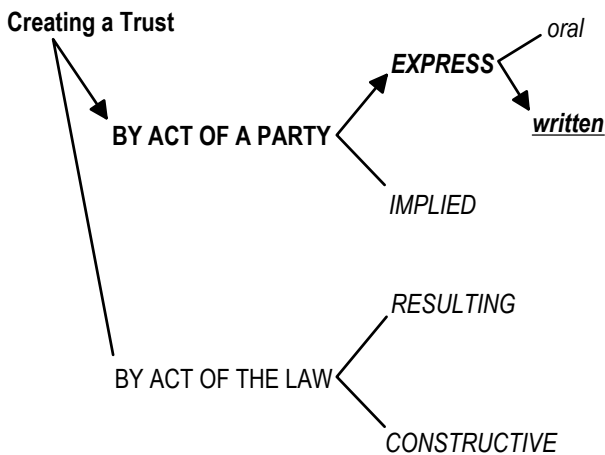 Creating a Trust
oral
EXPRESS
written
BY ACT OF A PARTY
IMPLIED
RESULTING
BY ACT OF THE LAW
CONSTRUCTIVE